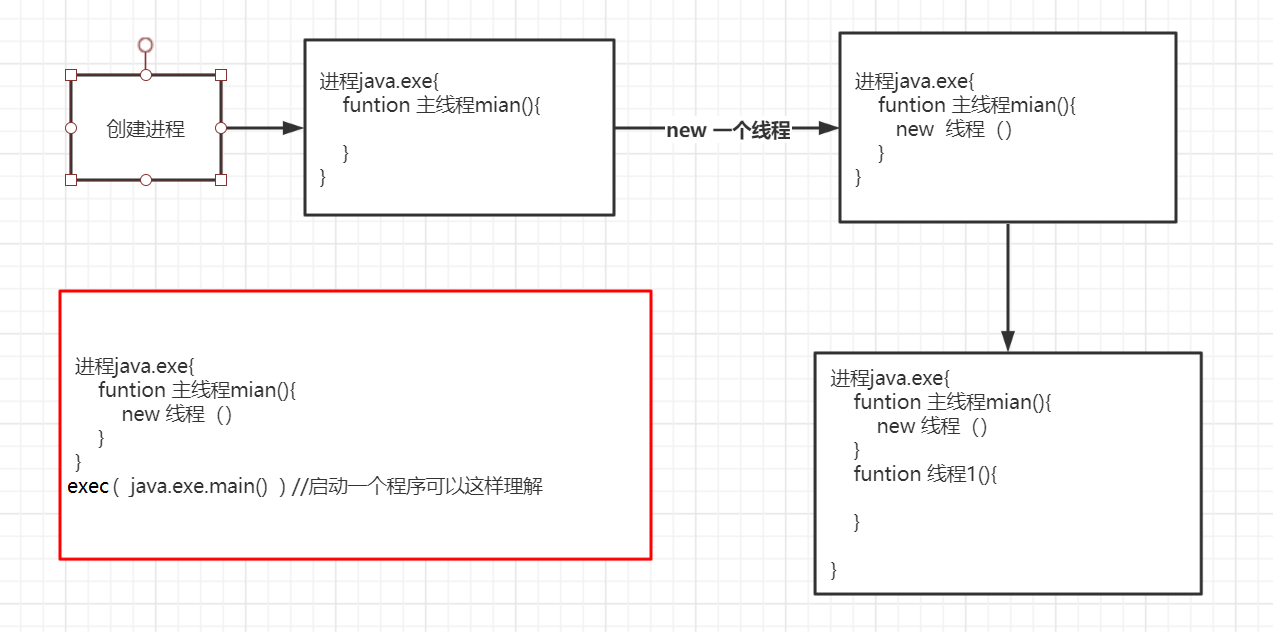 创建进程
进程java.exe{
funtion 主线程mian(){
}
}
new 一个线程
进程java.exe{
funtion 主线程mian(){
new 线程（）
}
}
进程java.exe{
funtion 主线程mian(){
new 线程（）
}
}
exec（ java.exe.main() ）//启动一个程序可以这样理解
进程java.exe{
funtion 主线程mian(){
new 线程（）
}
funtion 线程1(){
}
}